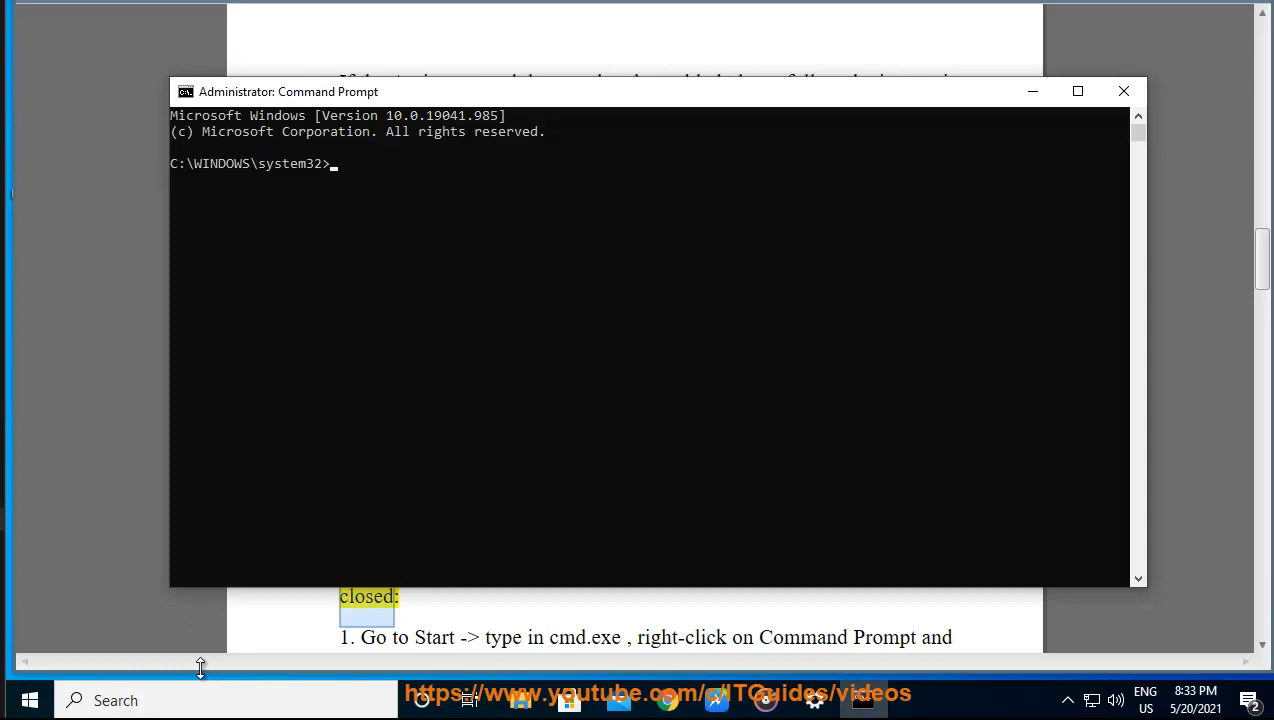 Administrator: Command Prompt
Microsoft Windows [Version 10.0.19041.985]
(c) Microsoft Corporation. All rights reserved.
C:\WINDOWS\system32>
closed:
1. Go to Start -> type in cmd.exe , right-click on Command Prompt and
https://www.youtube.com/c/ITGuides/videos
Search
ENG
US
8:33 PM
5/20/2021
2